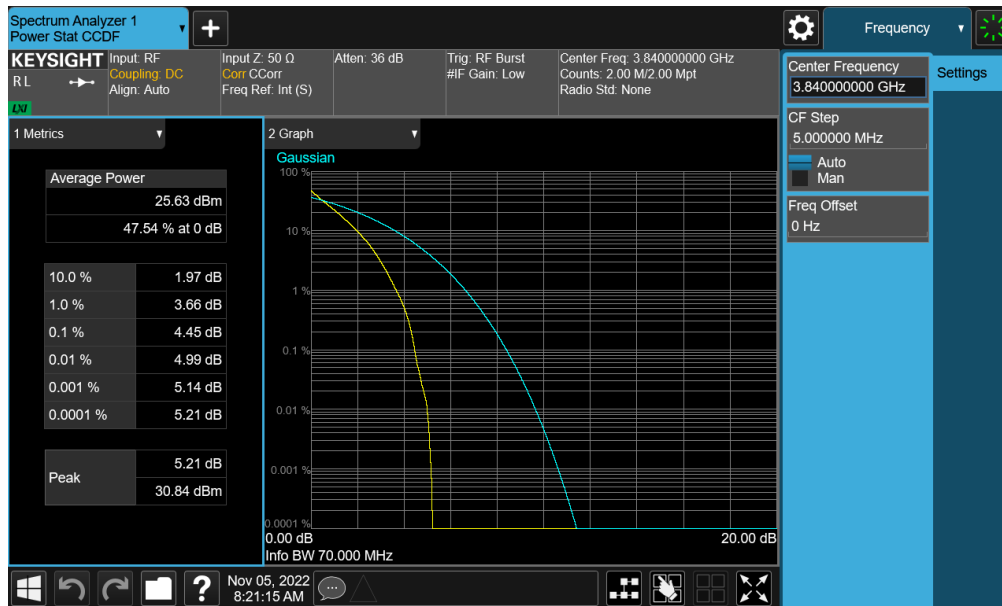 Spectrum Analyzer 1
Power Stat CCDF
Frequency
KEYSIGHT
R L
LXI
Input: RF
Coupling: DC
Align: Auto
Input Z: 50 Ω
Corr CCorr
Freq Ref: Int (S)
Atten: 36 dB
Trig: RF Burst
#IF Gain: Low
Center Freq: 3.840000000 GHz
Counts: 2.00 M/2.00 Mpt
Radio Std: None
Center Frequency
3.840000000 GHz
Settings
CF Step
5.000000 MHz
Auto
Man
Freq Offset
0 Hz
1 Metrics
Average Power
25.63 dBm
47.54 % at 0 dB
10.0 % 1.97 dB
1.0 % 3.66 dB
0.1 % 4.45 dB
0.01 % 4.99 dB
0.001 % 5.14 dB
0.0001 % 5.21 dB
Peak
5.21 dB
30.84 dBm
2 Graph
Gaussian
100 %
10 %
1 %
0.1 %
0.01 %
0.001 %
0.0001 %
0.00 dB 20.00 dB
Info BW 70.000 MHz
Nov 05, 2022
8:21:15 AM